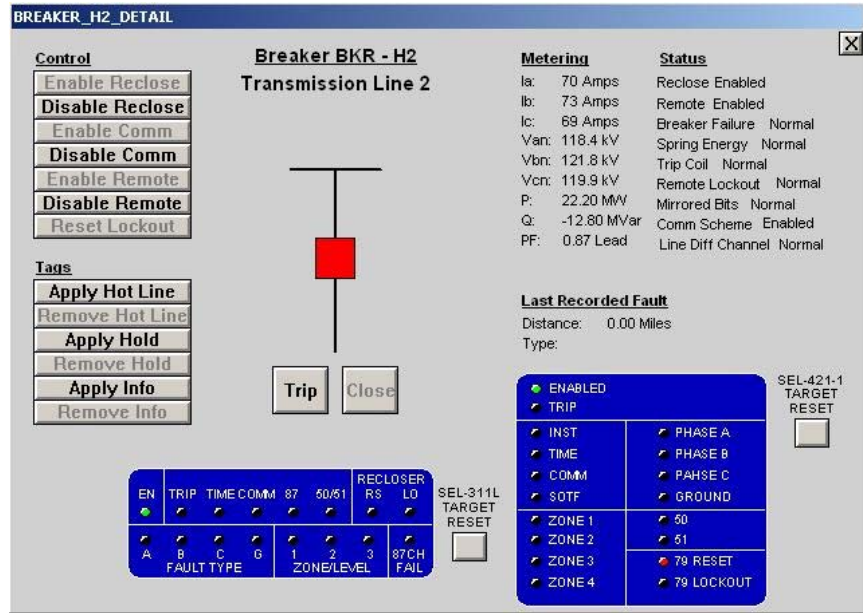 BREAKER_H2_DETAIL
Control
Enable Reclose
Disable Reclose
Enable Comm
Disable Comm
Enable Remote
Disable Remote
Reset Lockout
Tags
Apply Hot Line
Remove Hot Line
Apply Hold
Remove Hold
Apply Info
Remove Info
Breaker BKR - H2
Transmission Line 2
Trip
Close
Metering
Ia: 70 Amps
Ib: 73 Amps
Ic: 69 Amps
Van: 118.4 kV
Vbn: 121.8 kV
Vcn: 119.9 kV
P: 22.20 MW
Q: -12.80 MVar
PF: 0.87 Lead
Status
Reclose Enabled
Remote Enabled
Breaker Failure Normal
Spring Energy Normal
Trip Coil Normal
Remote Lockout Normal
Mirrored Bits Normal
Comm Scheme Enabled
Line Diff Channel Normal
Last Recorded Fault
Distance: 0.00 Miles
Type:
EN TRIP TIME COMM 87 50/51
RECLOSER
RS LO
A B C G
FAULT TYPE
1 2 3
ZONE/LEVEL
87CH
FAIL
SEL-311L
TARGET
RESET
ENABLED
TRIP
INST
TIME
COMM
SOTF
ZONE 1
ZONE 2
ZONE 3
ZONE 4
PHASE A
PHASE B
PAHSE C
GROUND
50
51
79 RESET
79 LOCKOUT
SEL-421-1
TARGET
RESET